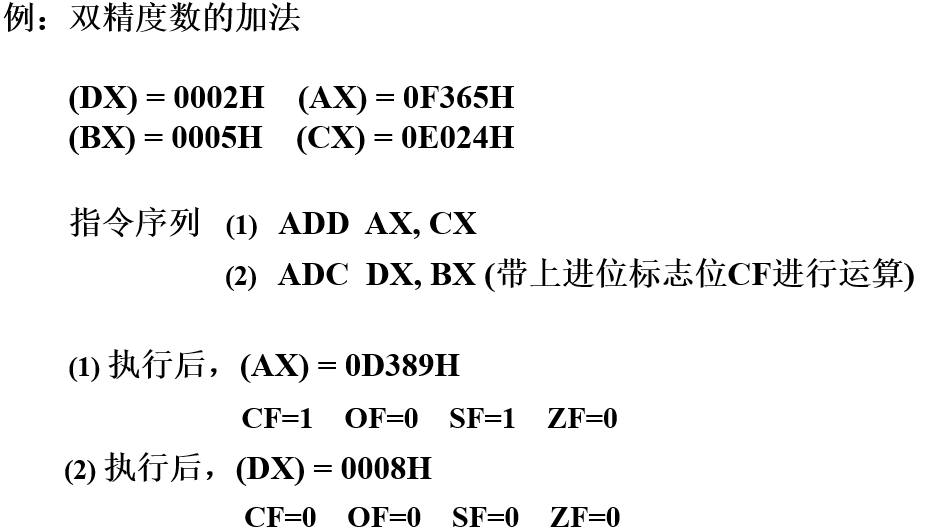 例：双精度数的加法
(DX) = 0002H (AX) = 0F365H
(BX) = 0005H (CX) = 0E024H
指令序列 (1) ADD AX, CX
(2) ADC DX, BX (带上进位标志位CF进行运算)
(1) 执行后，(AX) = 0D389H
CF=1 OF=0 SF=1 ZF=0
(2) 执行后，(DX) = 0008H
CF=0 OF=0 SF=0 ZF=0